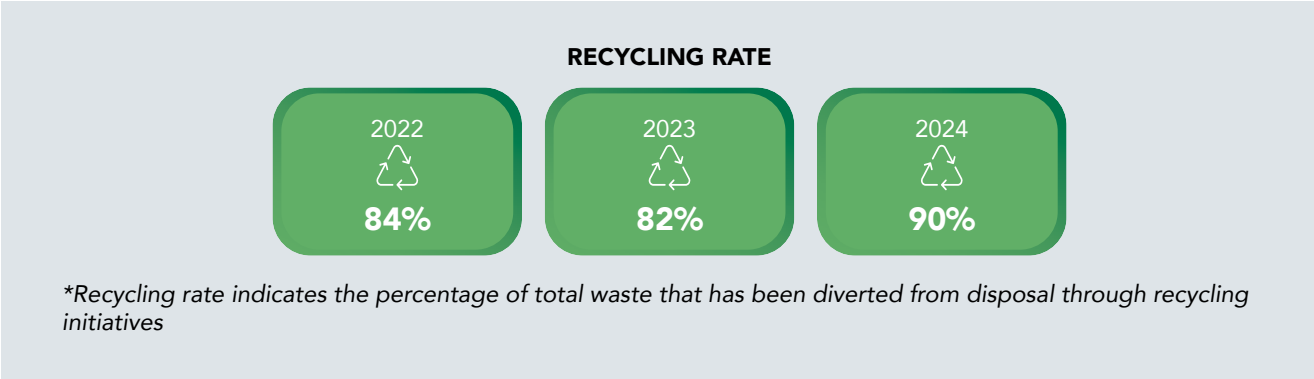 RECYCLING RATE
2022
84%
2023
82%
2024
90%
*Recycling rate indicates the percentage of total waste that has been diverted from disposal through recycling
initiatives